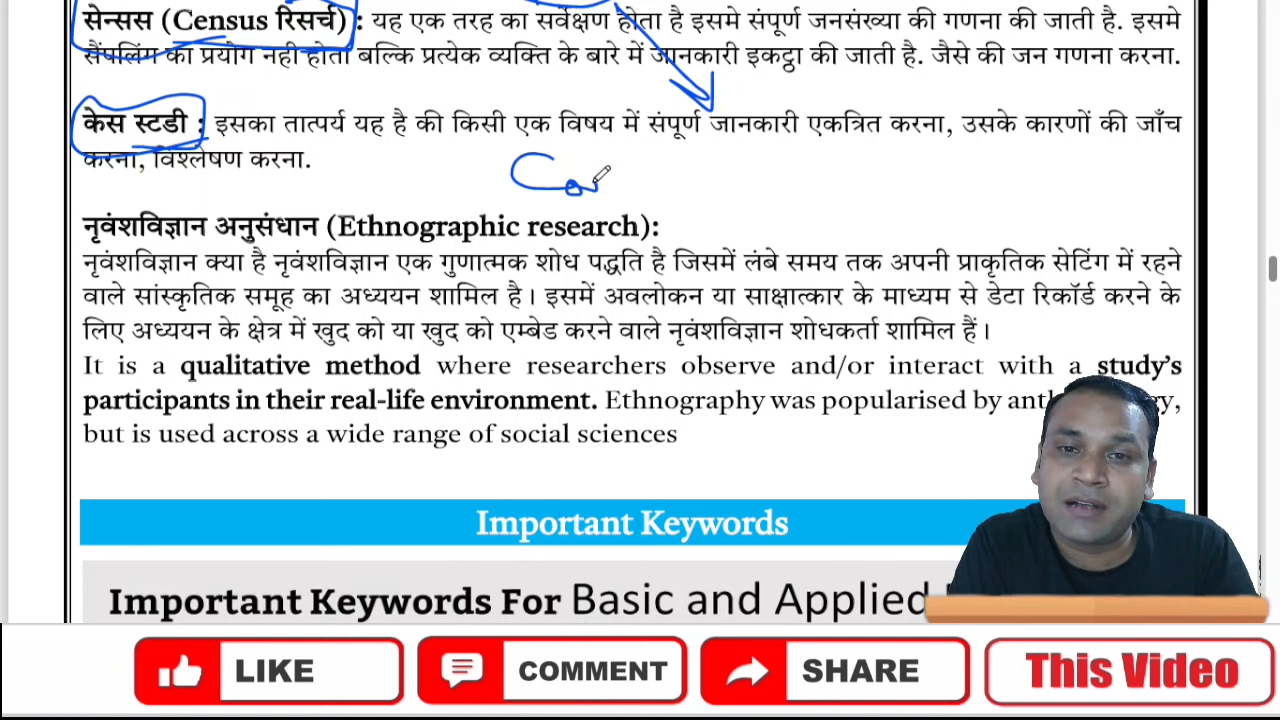 सेन्सस (Census रिसर्च) : यह एक तरह का सर्वेक्षण होता है इसमे संपूर्ण जनसंख्या की गणना की जाती है. इसमे
सैंपलिंग का प्रयोग नही होता बल्कि प्रत्येक व्यक्ति के बारे में जानकारी इकट्ठा की जाती है. जैसे की जन गणना करना.
केस स्टडी : इसका तात्पर्य यह है की किसी एक विषय में संपूर्ण जानकारी एकत्रित करना, उसके कारणों की जाँच
करना, विश्लेषण करना.
नृवंशविज्ञान अनुसंधान (Ethnographic research):
नृवंशविज्ञान क्या है नृवंशविज्ञान एक गुणात्मक शोध पद्धति है जिसमें लंबे समय तक अपनी प्राकृतिक सेटिंग में रहने
वाले सांस्कृतिक समूह का अध्ययन शामिल है। इसमें अवलोकन या साक्षात्कार के माध्यम से डेटा रिकॉर्ड करने के
लिए अध्ययन के क्षेत्र में खुद को या खुद को एम्बेड करने वाले नृवंशविज्ञान शोधकर्ता शामिल हैं।
It is a qualitative method where researchers observe and/or interact with a study's
participants in their real-life environment. Ethnography was popularised by
but is used across a wide range of social sciences
Important Keywords
Important Keywords For Basic and Applied
LIKE COMMENT SHARE This Video